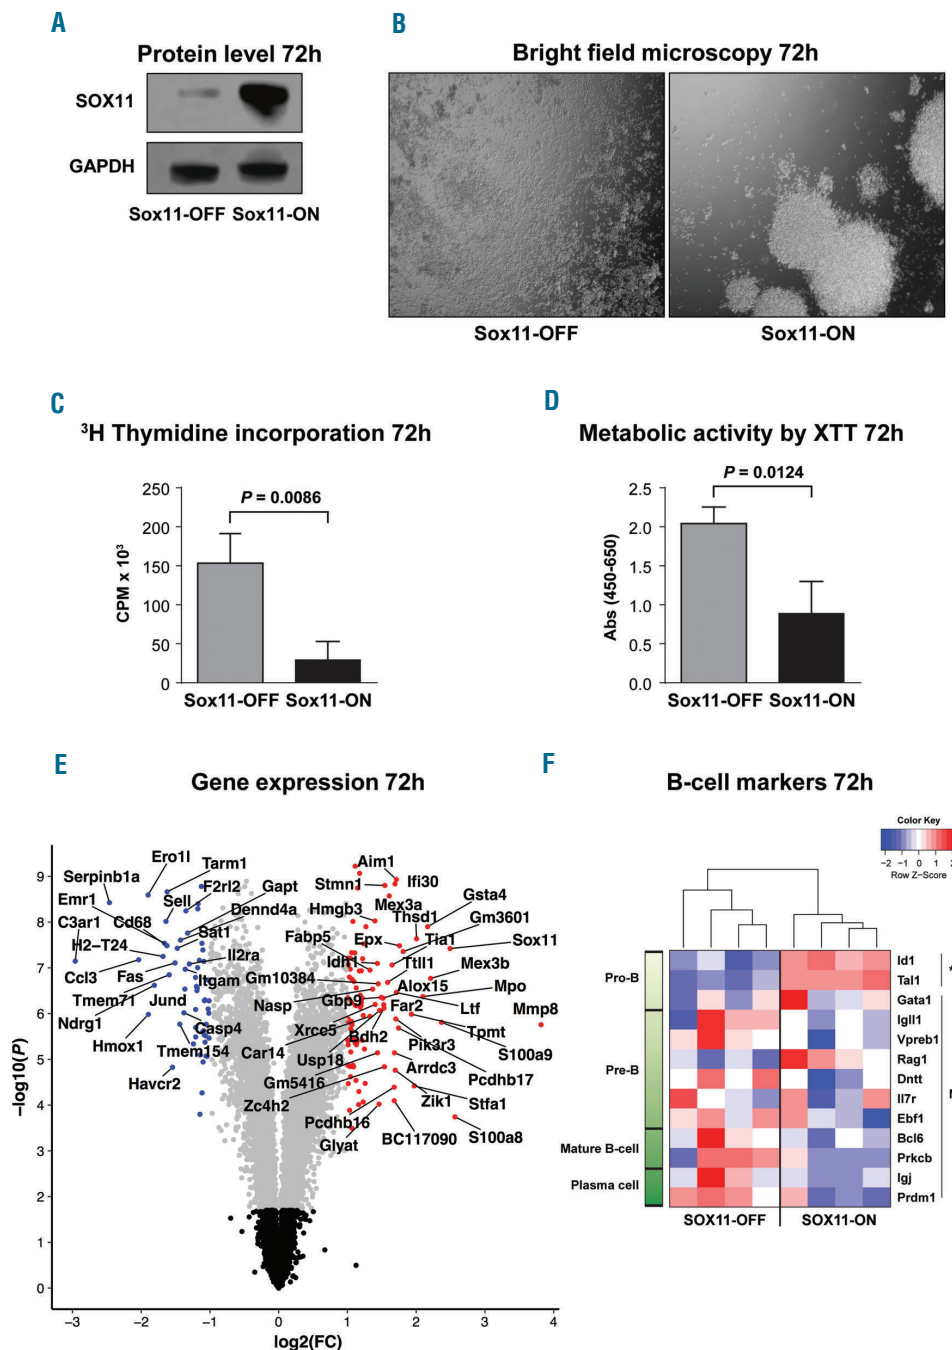 A
Protein level 72h
SOX11
GAPDH
Sox11-OFF Sox11-ON
B
Bright field microscopy 72h
Sox11-OFF
Sox11-ON
C
³H Thymidine incorporation 72h
P = 0.0086
CPM x 10³
250
200
150
100
50
0
Sox11-OFF Sox11-ON
D
Metabolic activity by XTT 72h
P = 0.0124
Abs (450-650)
2.5
2.0
1.5
1.0
0.5
0.0
Sox11-OFF Sox11-ON
E
Gene expression 72h
−log10(P)
9
8
7
6
5
4
3
2
1
0
−3 −2 −1 0 1 2 3 4
log2(FC)
Ero1l
Tarm1
Serpinb1a
F2rl2
Gapt
Emr1
Sell
Dennd4a
C3ar1
Cd68
Sat1
H2−T24
Il2ra
Ccl3
Fas
Itgam
Tmem71
Jund
Ndrg1
Casp4
Hmox1
Tmem154
Havcr2
Aim1
Stmn1
Ifi30
Mex3a
Gsta4
Hmgb3
Thsd1
Gm3601
Fabp5
Epx
Tia1
Sox11
Idh1
Ttll1
Mex3b
Gm10384
Alox15
Mpo
Nasp
Gbp9
Far2
Ltf
Mmp8
Xrcc5
Tpmt
Bdh2
Pik3r3
S100a9
Car14
Usp18
Arrdc3
Pcdhb17
Gm5416
Zc4h2
Zik1
Stfa1
Pcdhb16
S100a8
Glyat
BC117090
F
B-cell markers 72h
Color Key
−2 −1 0 1 2
Row Z−Score
Pro-B
Pre-B
Mature B-cell
Plasma cell
Id1
Tal1
Gata1
Igll1
Vpreb1
Rag1
Dntt
Il7r
Ebf1
Bcl6
Prkcb
Igj
Prdm1
*
SOX11-OFF
SOX11-ON